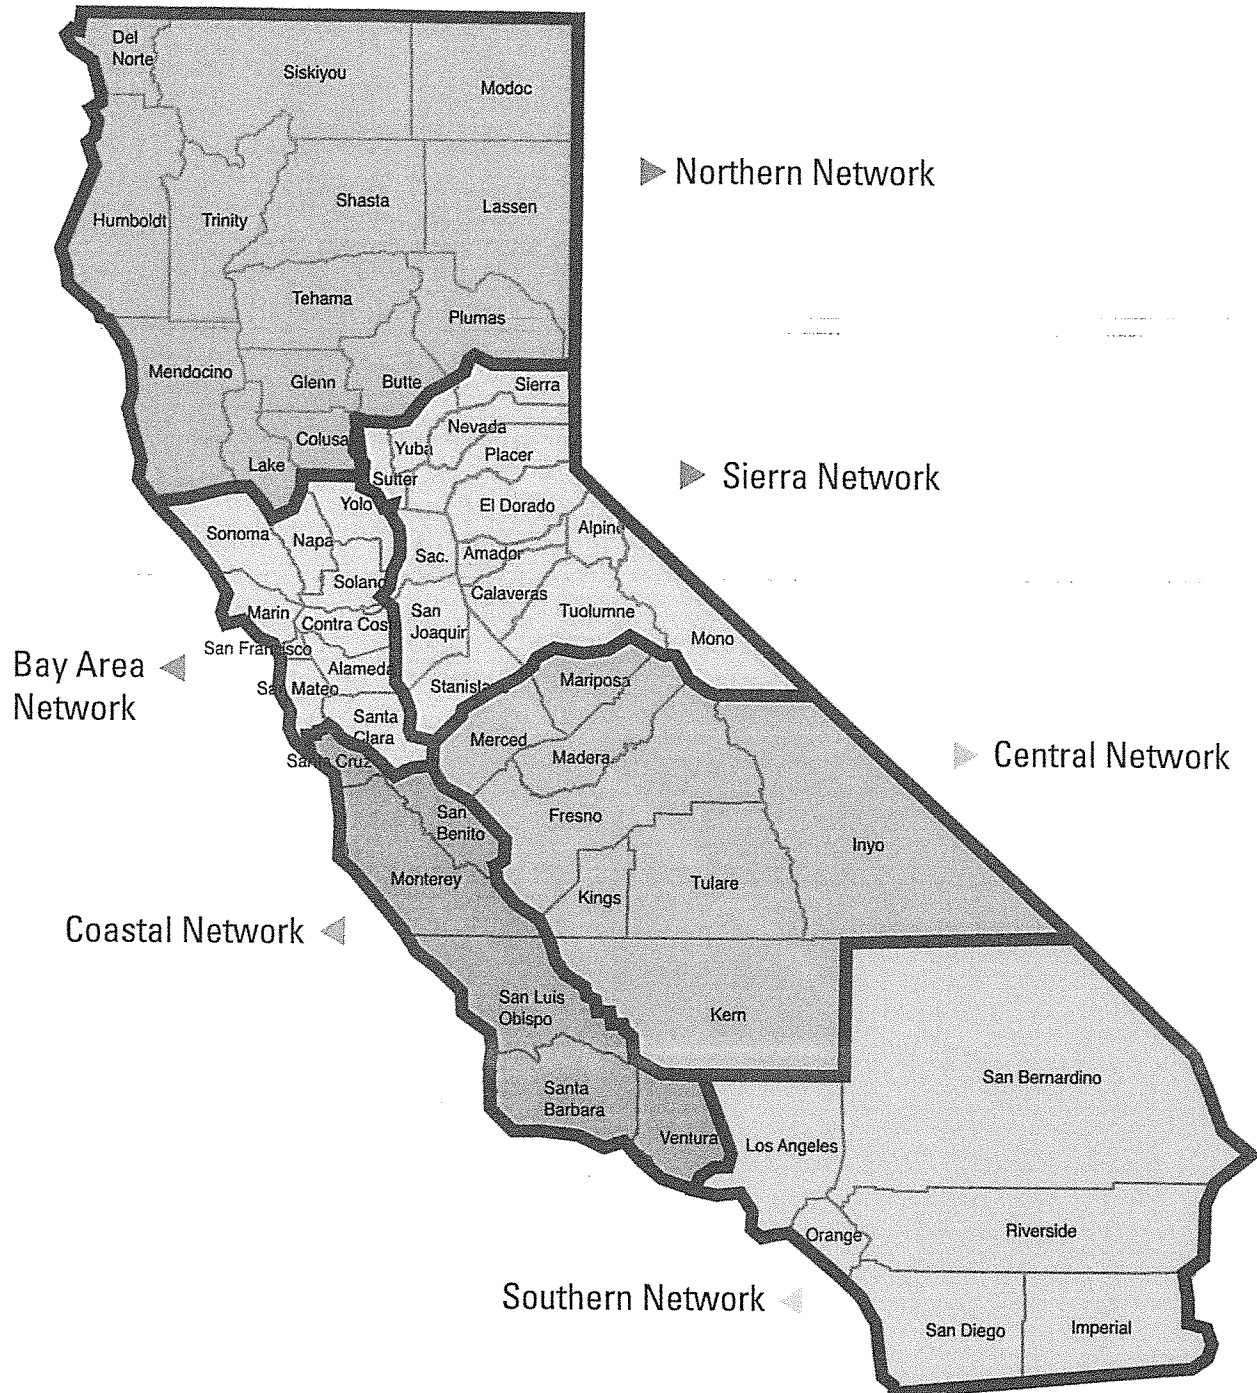 Del
Norte
Siskiyou
Modoc
Northern Network
Shasta
Lassen
Humboldt
Trinity
Tehama
Plumas
Mendocino
Glenn
Butte
Sierra
Nevada
Colusa
Yuba
Placer
Lake
Sutter
Sierra Network
Yolo
El Dorado
Sonoma
Napa
Alpine
Sac.
Amador
Solano
Calaveras
Marin
Contra Cos
San
Joaquin
Tuolumne
Mono
San Francisco
Bay Area
Network
Alameda
San Mateo
Stanislaus
Mariposa
Santa
Clara
Merced
Madera
Central Network
Santa Cruz
San
Benito
Fresno
Inyo
Monterey
Kings
Tulare
Coastal Network
San Luis
Obispo
Kern
San Bernardino
Santa
Barbara
Ventura
Los Angeles
Orange
Riverside
Southern Network
San Diego
Imperial